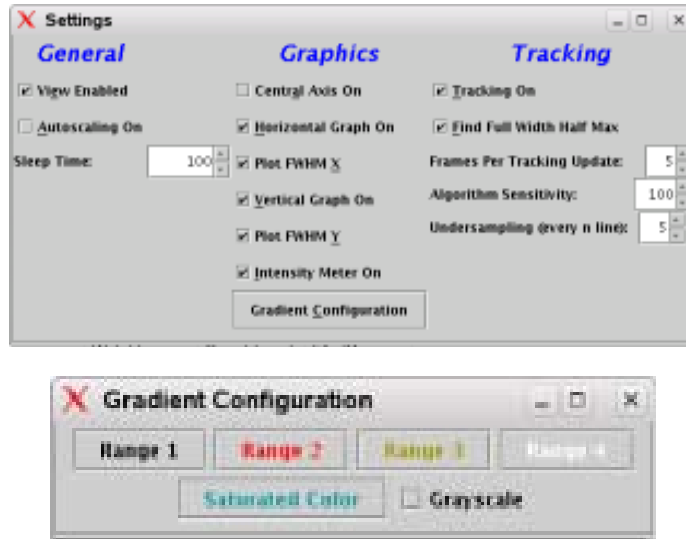 Settings
General Graphics Tracking
View Enabled Central Axis On Tracking On
Autoscaling On Horizontal Graph On Find Full Width Half Max
Sleep Time: 100 Plot FWHM X Frames Per Tracking Update: 5
Vertical Graph On Algorithm Sensitivity: 100
Plot FWHM Y Undersampling (every n line): 5
Intensity Meter On
Gradient Configuration
Gradient Configuration
Range 1 Range 2 Range 3 Range 4
Saturated Color Grayscale